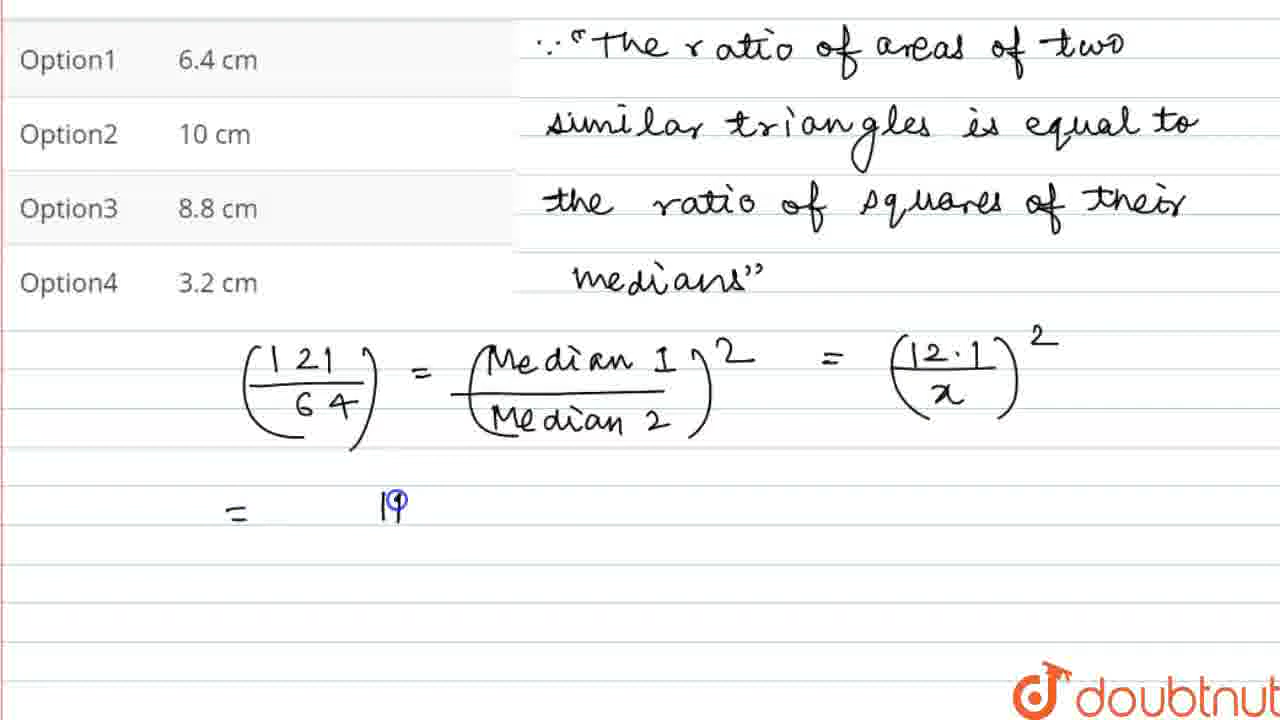 Option1 6.4 cm
Option2 10 cm
Option3 8.8 cm
Option4 3.2 cm
∵ "The ratio of areas of two
similar triangles is equal to
the ratio of squares of their
medians"
(121/64) = (Median 1/Median 2)² = (12.1/x)²
= 11
doubtnut